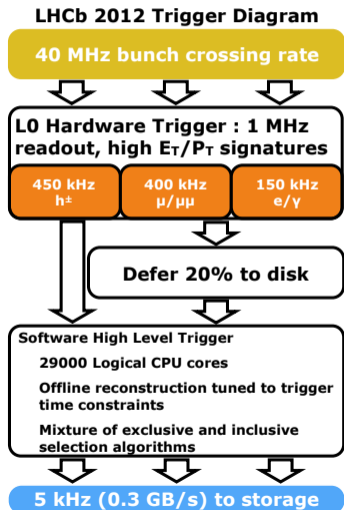 LHCb 2012 Trigger Diagram
40 MHz bunch crossing rate
L0 Hardware Trigger : 1 MHz
readout, high ET/PT signatures
450 kHz
h±
400 kHz
μ/μμ
150 kHz
e/γ
Defer 20% to disk
Software High Level Trigger
29000 Logical CPU cores
Offline reconstruction tuned to trigger
time constraints
Mixture of exclusive and inclusive
selection algorithms
5 kHz (0.3 GB/s) to storage